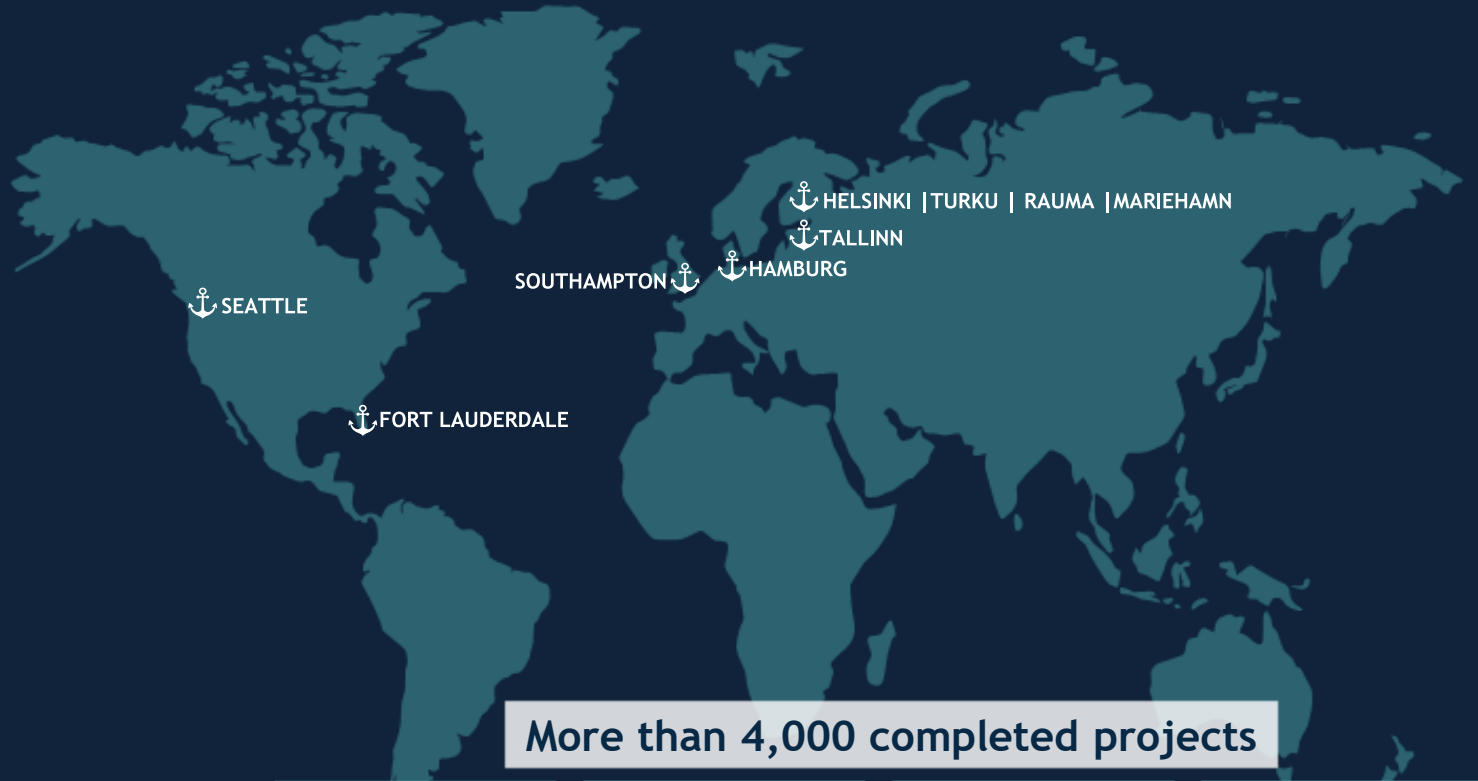 HELSINKI | TURKU | RAUMA | MARIEHAMN
TALLINN
HAMBURG
SOUTHAMPTON
SEATTLE
FORT LAUDERDALE
More than 4,000 completed projects